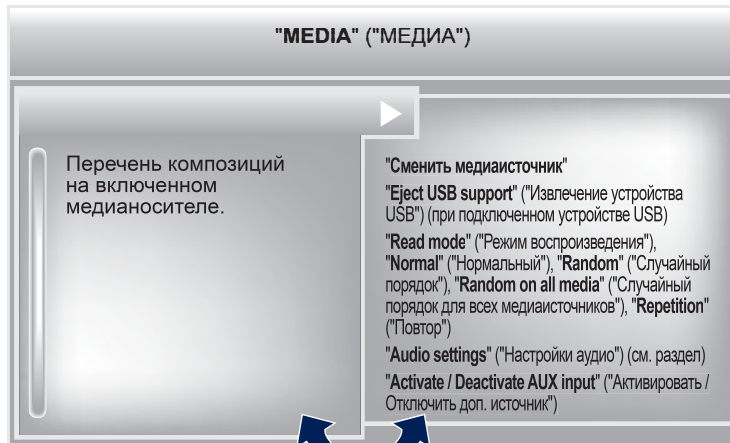 "MEDIA" ("МЕДИА")
Перечень композиций
на включенном
медианосителе.
"Сменить медиаисточник"
"Eject USB support" ("Извлечение устройства
USB") (при подключенном устройстве USB)
"Read mode" ("Режим воспроизведения"),
"Normal" ("Нормальный"), "Random" ("Случайный
порядок"), "Random on all media" ("Случайный
порядок для всех медиаисточников"), "Repetition"
("Повтор")
"Audio settings" ("Настройки аудио") (см. раздел)
"Activate / Deactivate AUX input" ("Активировать /
Отключить доп. источник")